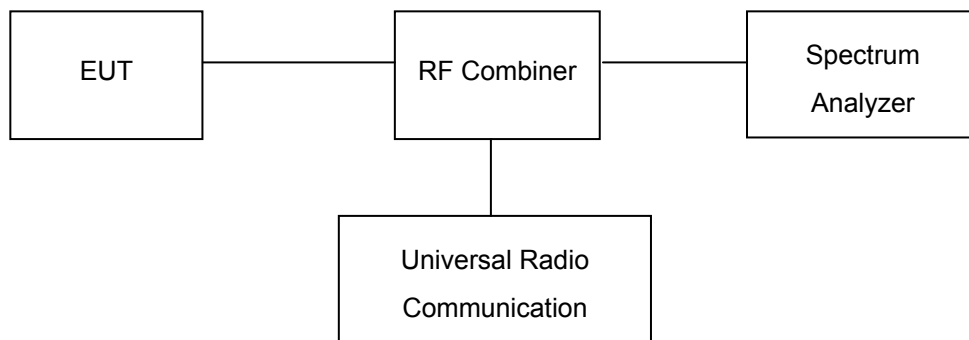 EUT
RF Combiner
Spectrum
Analyzer
Universal Radio
Communication